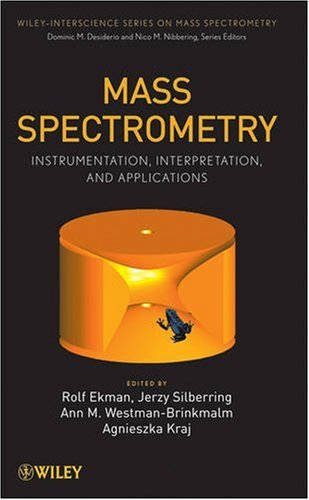 WILEY-INTERSCIENCE SERIES ON MASS SPECTROMETRY
Dominic M. Desiderio and Nico M. Nibbering, Series Editors
MASS
SPECTROMETRY
INSTRUMENTATION, INTERPRETATION,
AND APPLICATIONS
EDITED BY
Rolf Ekman, Jerzy Silberring
Ann M. Westman-Brinkmalm
Agnieszka Kraj
WILEY